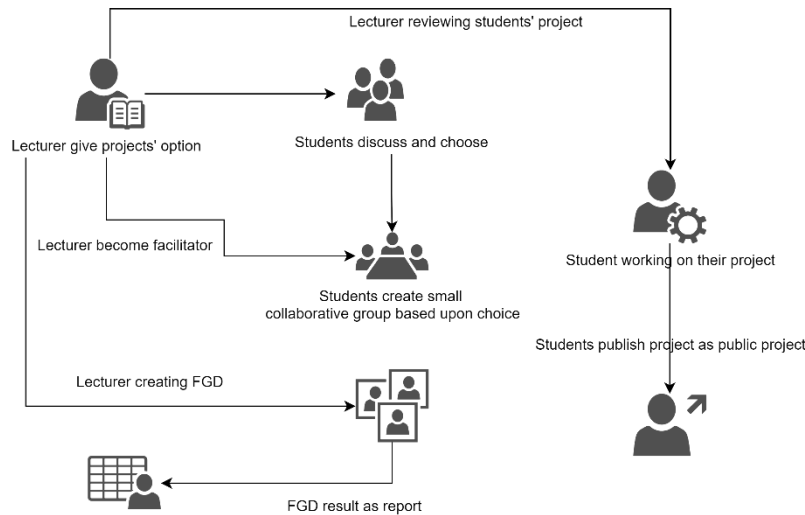 Lecturer reviewing students' project
Lecturer give projects' option
Students discuss and choose
Lecturer become facilitator
Student working on their project
Students create small
collaborative group based upon choice
Students publish project as public project
Lecturer creating FGD
FGD result as report